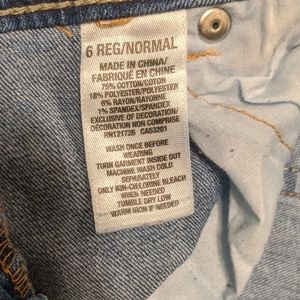 6 REG/NORMAL
MADE IN CHINA/
FABRIQUÉ EN CHINE
75% COTTON/COTON
18% POLYESTER/POLYESTER
6% RAYON/RAYONNE
1% SPANDEX/SPANDEX
EXCLUSIVE OF DECORATION/
DÉCORATION NON COMPRISE
RN121726 CA53201
WASH ONCE BEFORE
WEARING
TURN GARMENT INSIDE OUT
MACHINE WASH COLD
SEPARATELY
ONLY NON-CHLORINE BLEACH
WHEN NEEDED
TUMBLE DRY LOW
WARM IRON IF NEEDED